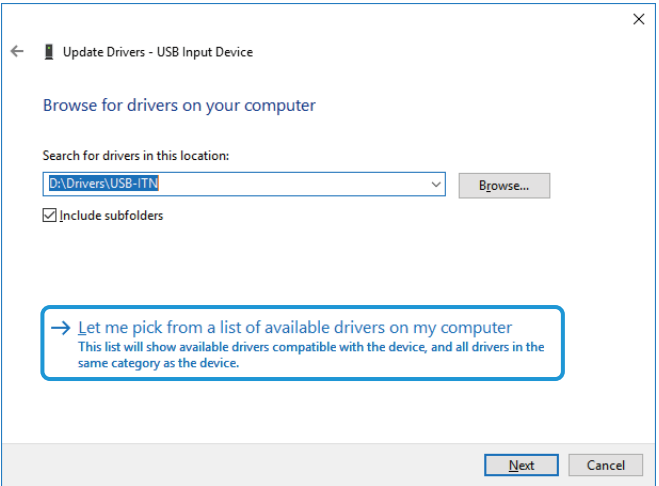 Update Drivers - USB Input Device
Browse for drivers on your computer
Search for drivers in this location:
D:\Drivers\USB-ITN
Browse...
Include subfolders
Let me pick from a list of available drivers on my computer
This list will show available drivers compatible with the device, and all drivers in the
same category as the device.
Next
Cancel